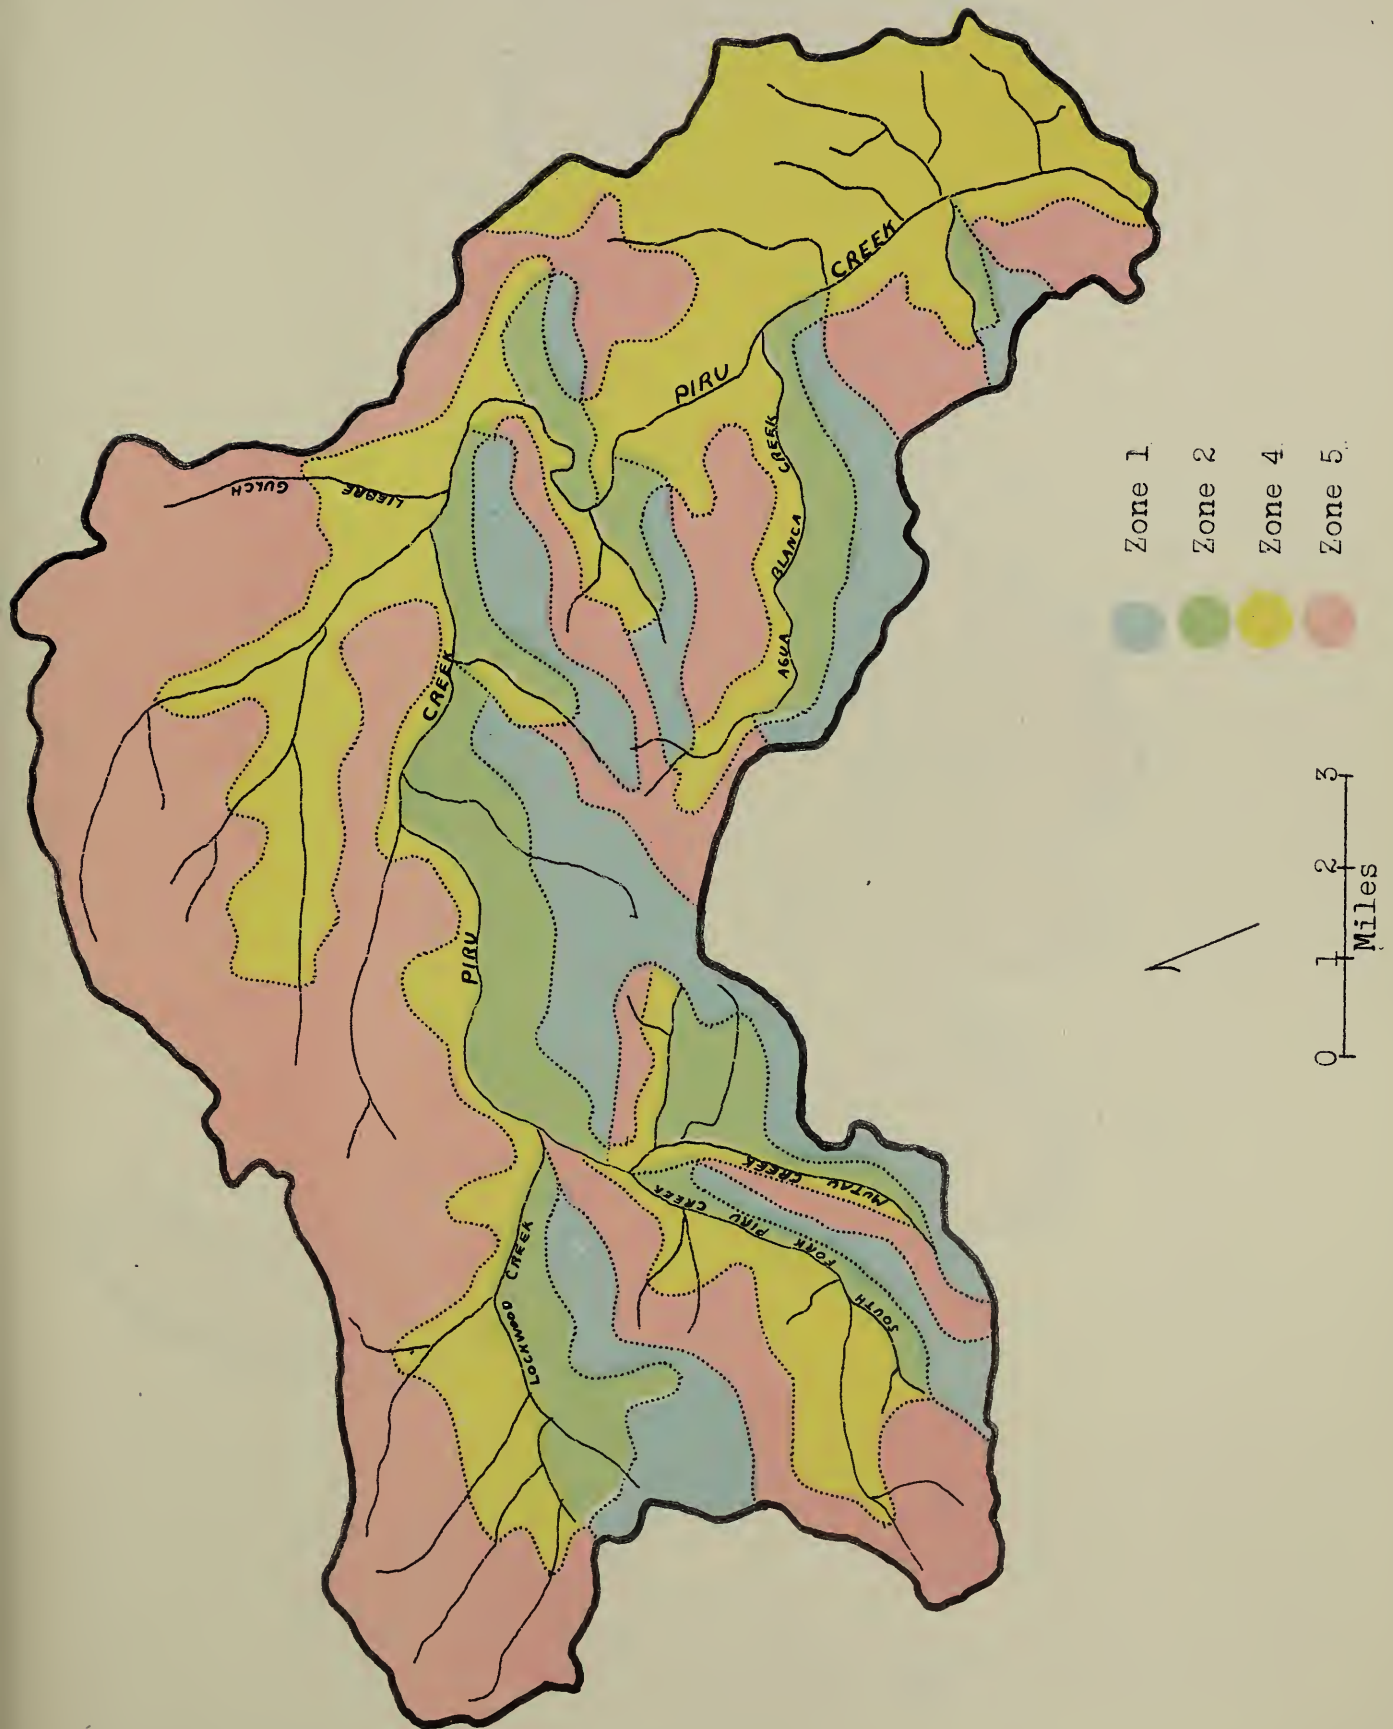 GULCH
LIEBRE
CREEK
PIRU
PIRU
CREEK
AGUA
BLANCA
CREEK
PIRU
CREEK
LOCKWOOD
CREEK
MUTAU
CREEK
SOUTH
FORK
PIRU
CREEK
Zone 1
Zone 2
Zone 4
Zone 5
0 1 2 3
Miles